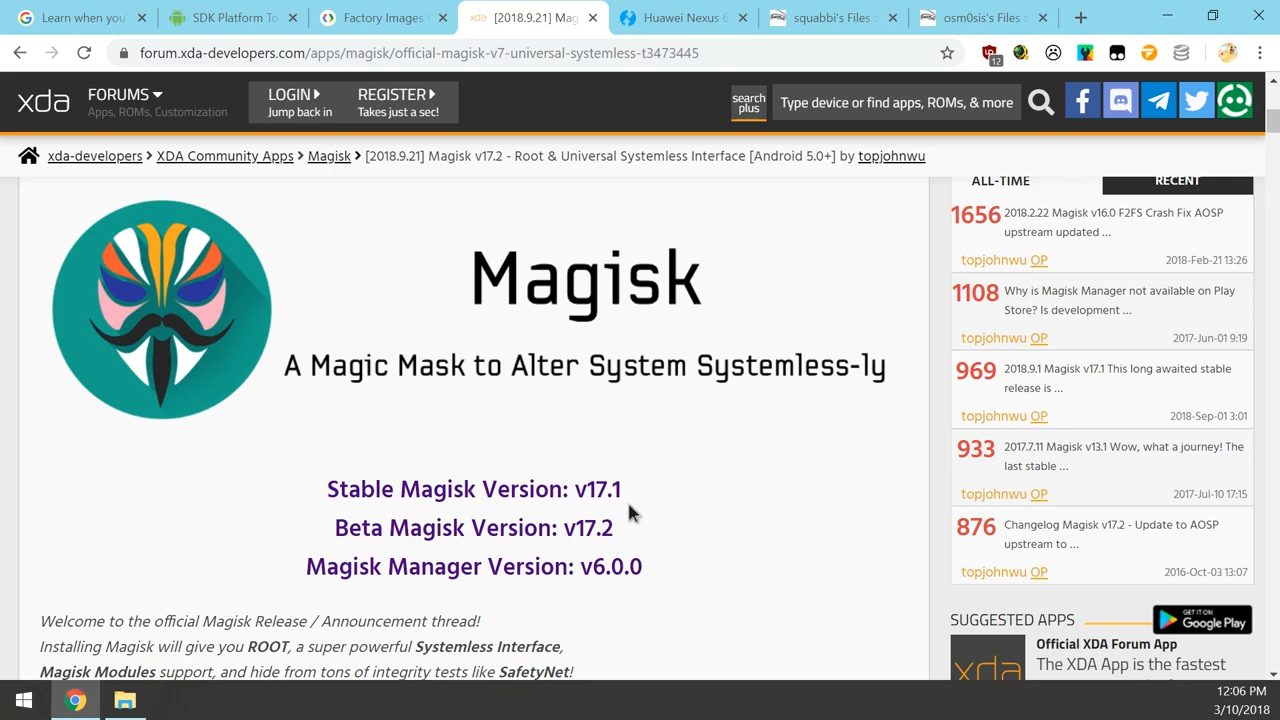 Learn when you
SDK Platform To
Factory Images
[2018.9.21] Mag
Huawei Nexus 6
squabbi's Files ::
osm0sis's Files ::
forum.xda-developers.com/apps/magisk/official-magisk-v7-universal-systemless-t3473445
12
xda
FORUMS
Apps, ROMs, Customization
LOGIN
Jump back in
REGISTER
Takes just a sec!
search
plus
Type device or find apps, ROMs, & more
xda-developers > XDA Community Apps > Magisk > [2018.9.21] Magisk v17.2 - Root & Universal Systemless Interface [Android 5.0+] by topjohnwu
Magisk
A Magic Mask to Alter System Systemless-ly
Stable Magisk Version: v17.1
Beta Magisk Version: v17.2
Magisk Manager Version: v6.0.0
Welcome to the official Magisk Release / Announcement thread!
Installing Magisk will give you ROOT, a super powerful Systemless Interface,
Magisk Modules support, and hide from tons of integrity tests like SafetyNet!
ALL-TIME
RECENT
1656
2018.2.22 Magisk v16.0 F2FS Crash Fix AOSP
upstream updated ...
topjohnwu OP
2018-Feb-21 13:26
1108
Why is Magisk Manager not available on Play
Store? Is development ...
topjohnwu OP
2017-Jun-01 9:19
969
2018.9.1 Magisk v17.1 This long awaited stable
release is ...
topjohnwu OP
2018-Sep-01 3:01
933
2017.7.11 Magisk v13.1 Wow, what a journey! The
last stable ...
topjohnwu OP
2017-Jul-10 17:15
876
Changelog Magisk v17.2 - Update to AOSP
upstream to ...
topjohnwu OP
2016-Oct-03 13:07
SUGGESTED APPS
GET IT ON
Google Play
xda
Official XDA Forum App
The XDA App is the fastest
12:06 PM
3/10/2018